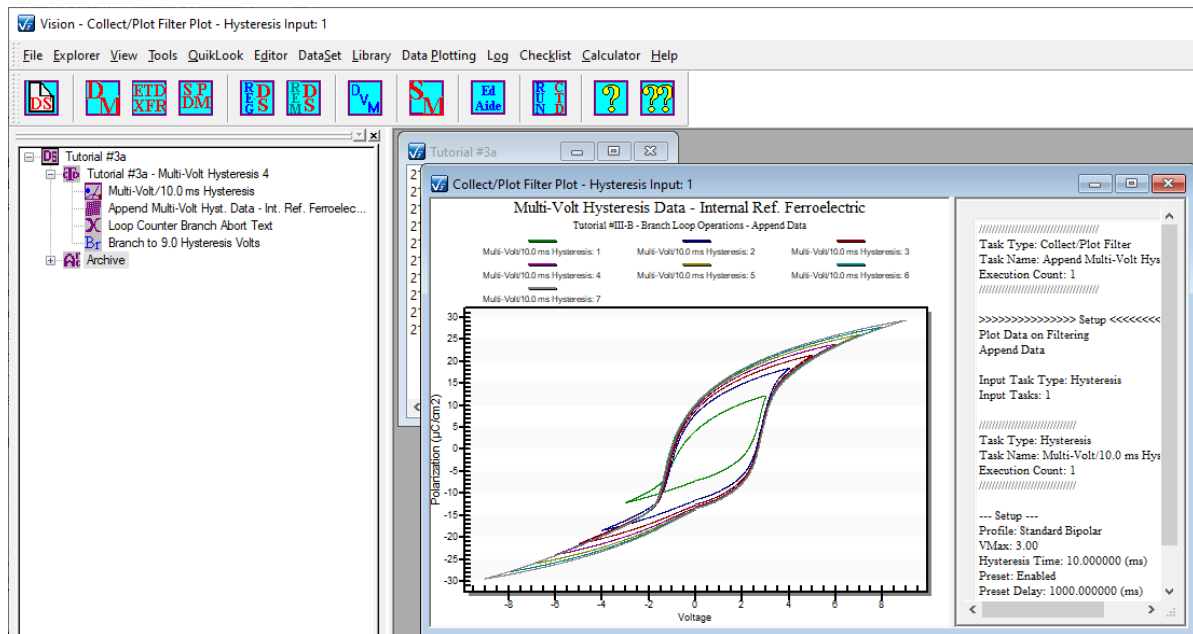 Vision - Collect/Plot Filter Plot - Hysteresis Input: 1
File Explorer View Tools QuikLook Editor DataSet Library Data Plotting Log Checklist Calculator Help
DS DM ETD XFR SP DM REG DS REM DS DVM SM Ed Aide RUN CTD ? ??
DS Tutorial #3a
Tutorial #3a - Multi-Volt Hysteresis 4
Multi-Volt/10.0 ms Hysteresis
Append Multi-Volt Hyst. Data - Int. Ref. Ferroelec...
Loop Counter Branch Abort Text
Br Branch to 9.0 Hysteresis Volts
Archive
Tutorial #3a
Collect/Plot Filter Plot - Hysteresis Input: 1
Multi-Volt Hysteresis Data - Internal Ref. Ferroelectric
Tutorial #III-B - Branch Loop Operations - Append Data
Multi-Volt/10.0 ms Hysteresis: 1 Multi-Volt/10.0 ms Hysteresis: 2 Multi-Volt/10.0 ms Hysteresis: 3
Multi-Volt/10.0 ms Hysteresis: 4 Multi-Volt/10.0 ms Hysteresis: 5 Multi-Volt/10.0 ms Hysteresis: 6
Multi-Volt/10.0 ms Hysteresis: 7
30
25
20
15
10
5
0
-5
-10
-15
-20
-25
-30
Polarization (µC/cm2)
-8 -6 -4 -2 0 2 4 6 8
Voltage
///////////////////////////////////////
Task Type: Collect/Plot Filter
Task Name: Append Multi-Volt Hys
Execution Count: 1
///////////////////////////////////////
>>>>>>>>>>>>>>> Setup <<<<<<<<
Plot Data on Filtering
Append Data
Input Task Type: Hysteresis
Input Tasks: 1
////////////////////////////////
Task Type: Hysteresis
Task Name: Multi-Volt/10.0 ms Hys
Execution Count: 1
////////////////////////////////
--- Setup ---
Profile: Standard Bipolar
VMax: 3.00
Hysteresis Time: 10.000000 (ms)
Preset: Enabled
Preset Delay: 1000.000000 (ms)